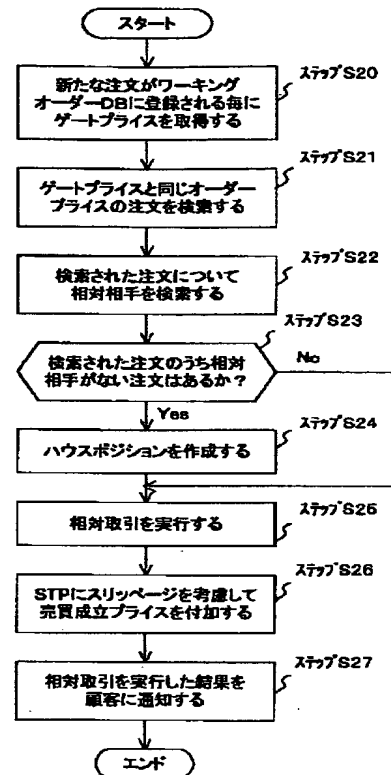 スタート
ステップS20
新たな注文がワーキング
オーダーDBに登録される毎に
ゲートプライスを取得する
ステップS21
ゲートプライスと同じオーダー
プライスの注文を検索する
ステップS22
検索された注文について
相対相手を検索する
ステップS23
検索された注文のうち相対
相手がない注文はあるか?
No
Yes
ステップS24
ハウスポジションを作成する
ステップS25
相対取引を実行する
ステップS26
STPにスリッページを考慮して
売買成立プライスを付加する
ステップS27
相対取引を実行した結果を
顧客に通知する
エンド